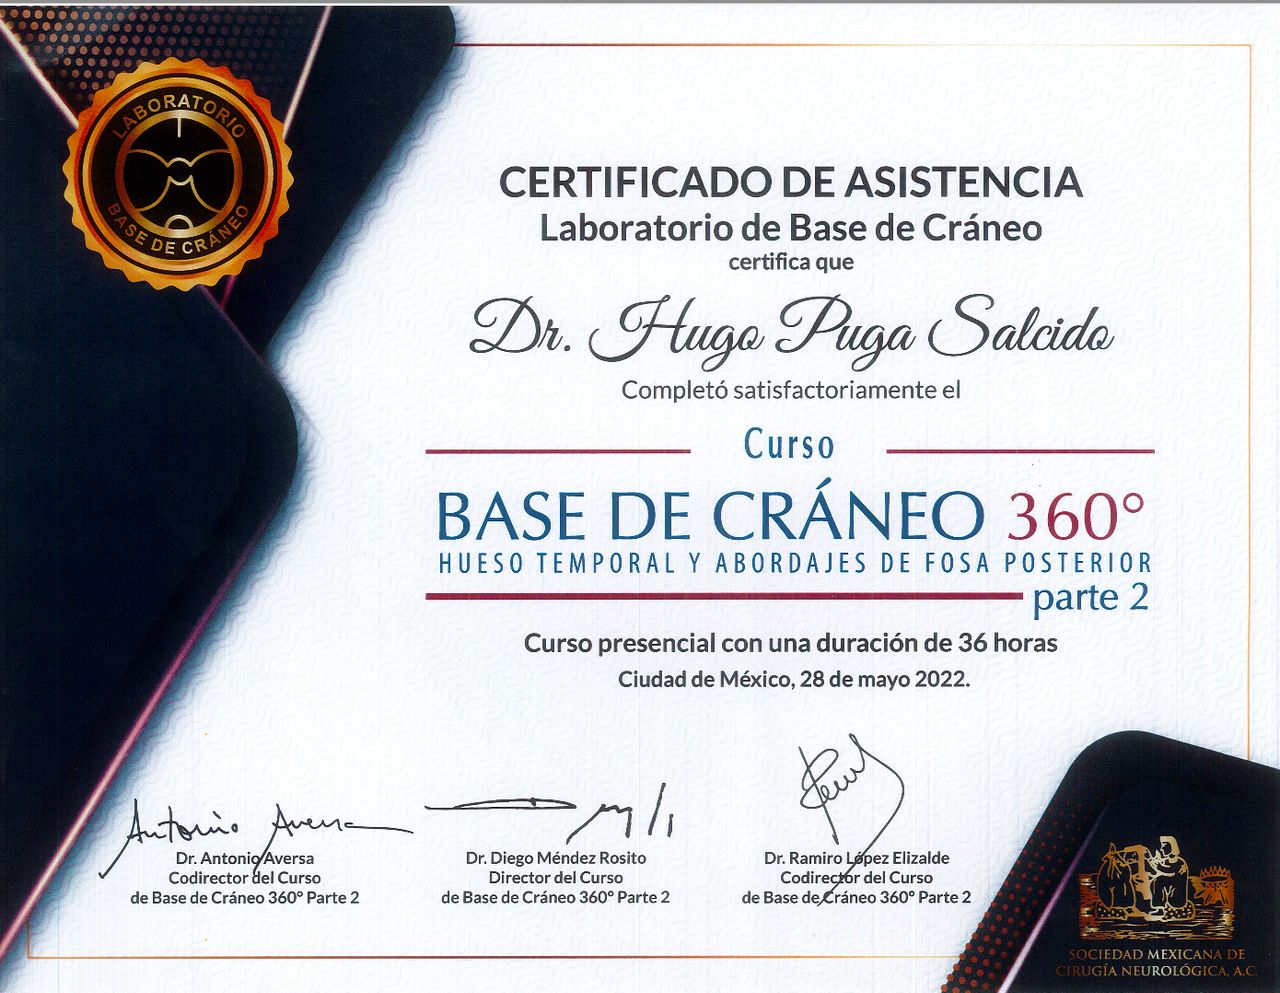 LABORATORIO
BASE DE CRÁNEO
CERTIFICADO DE ASISTENCIA
Laboratorio de Base de Cráneo
certifica que
Dr. Hugo Puga Salcido
Completó satisfactoriamente el
Curso
BASE DE CRÁNEO 360°
HUESO TEMPORAL Y ABORDAJES DE FOSA POSTERIOR
parte 2
Curso presencial con una duración de 36 horas
Ciudad de México, 28 de mayo 2022.
Antonio Aversa
Dr. Antonio Aversa
Codirector del Curso
de Base de Cráneo 360° Parte 2
Dr. Diego Méndez Rosito
Director del Curso
de Base de Cráneo 360° Parte 2
Dr. Ramiro López Elizalde
Codirector del Curso
de Base de Cráneo 360° Parte 2
SOCIEDAD MEXICANA DE
CIRUGÍA NEUROLÓGICA, A.C.